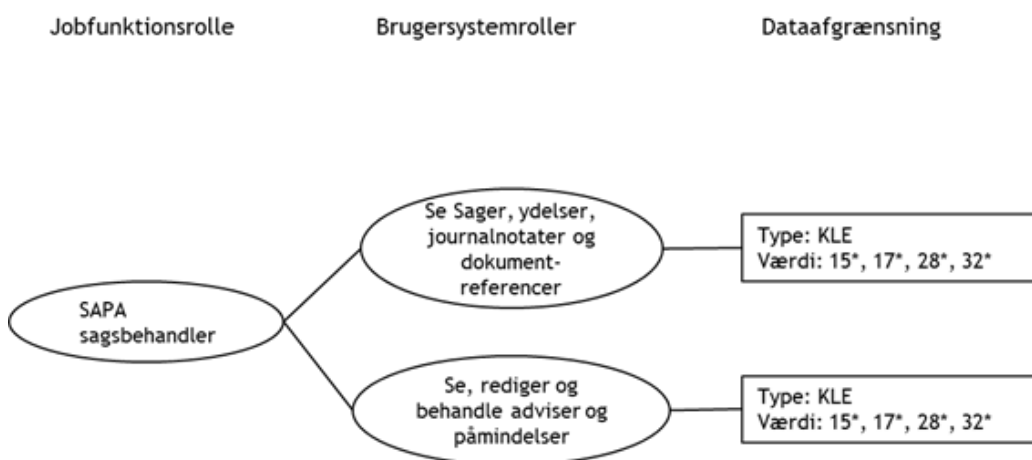 Jobfunktionsrolle
Brugersystemroller
Dataafgrænsning
Se Sager, ydelser,
journalnotater og
dokument-
referencer
Type: KLE
Værdi: 15*, 17*, 28*, 32*
SAPA
sagsbehandler
Se, rediger og
behandle adviser og
påmindelser
Type: KLE
Værdi: 15*, 17*, 28*, 32*